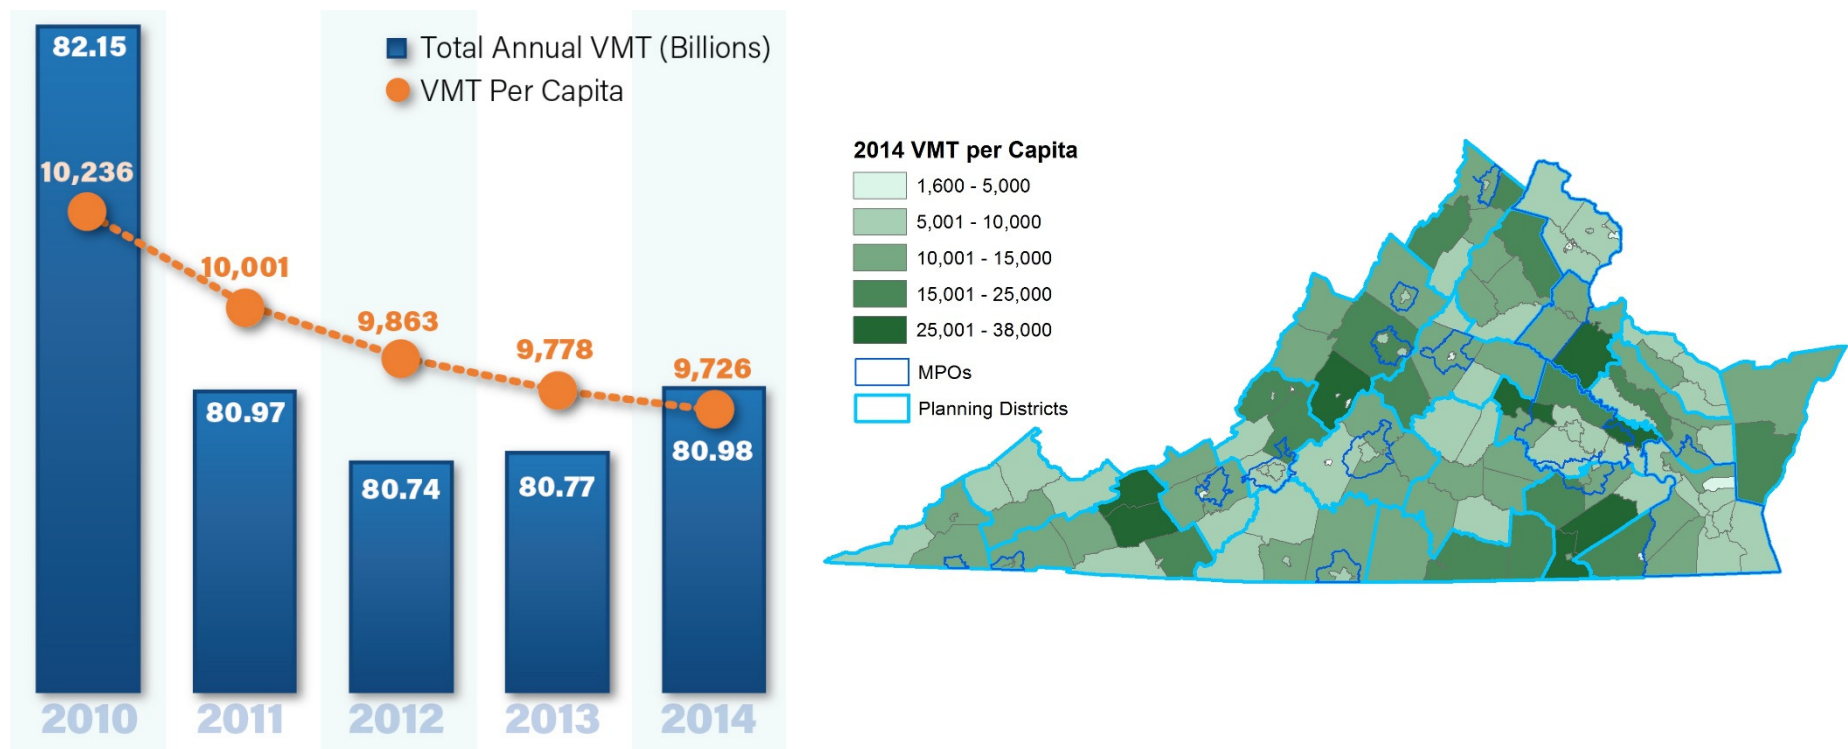 82.15
Total Annual VMT (Billions)
VMT Per Capita
10,236
10,001
9,863
9,778
9,726
80.97
80.74
80.77
80.98
2010
2011
2012
2013
2014
2014 VMT per Capita
1,600 - 5,000
5,001 - 10,000
10,001 - 15,000
15,001 - 25,000
25,001 - 38,000
MPOs
Planning Districts